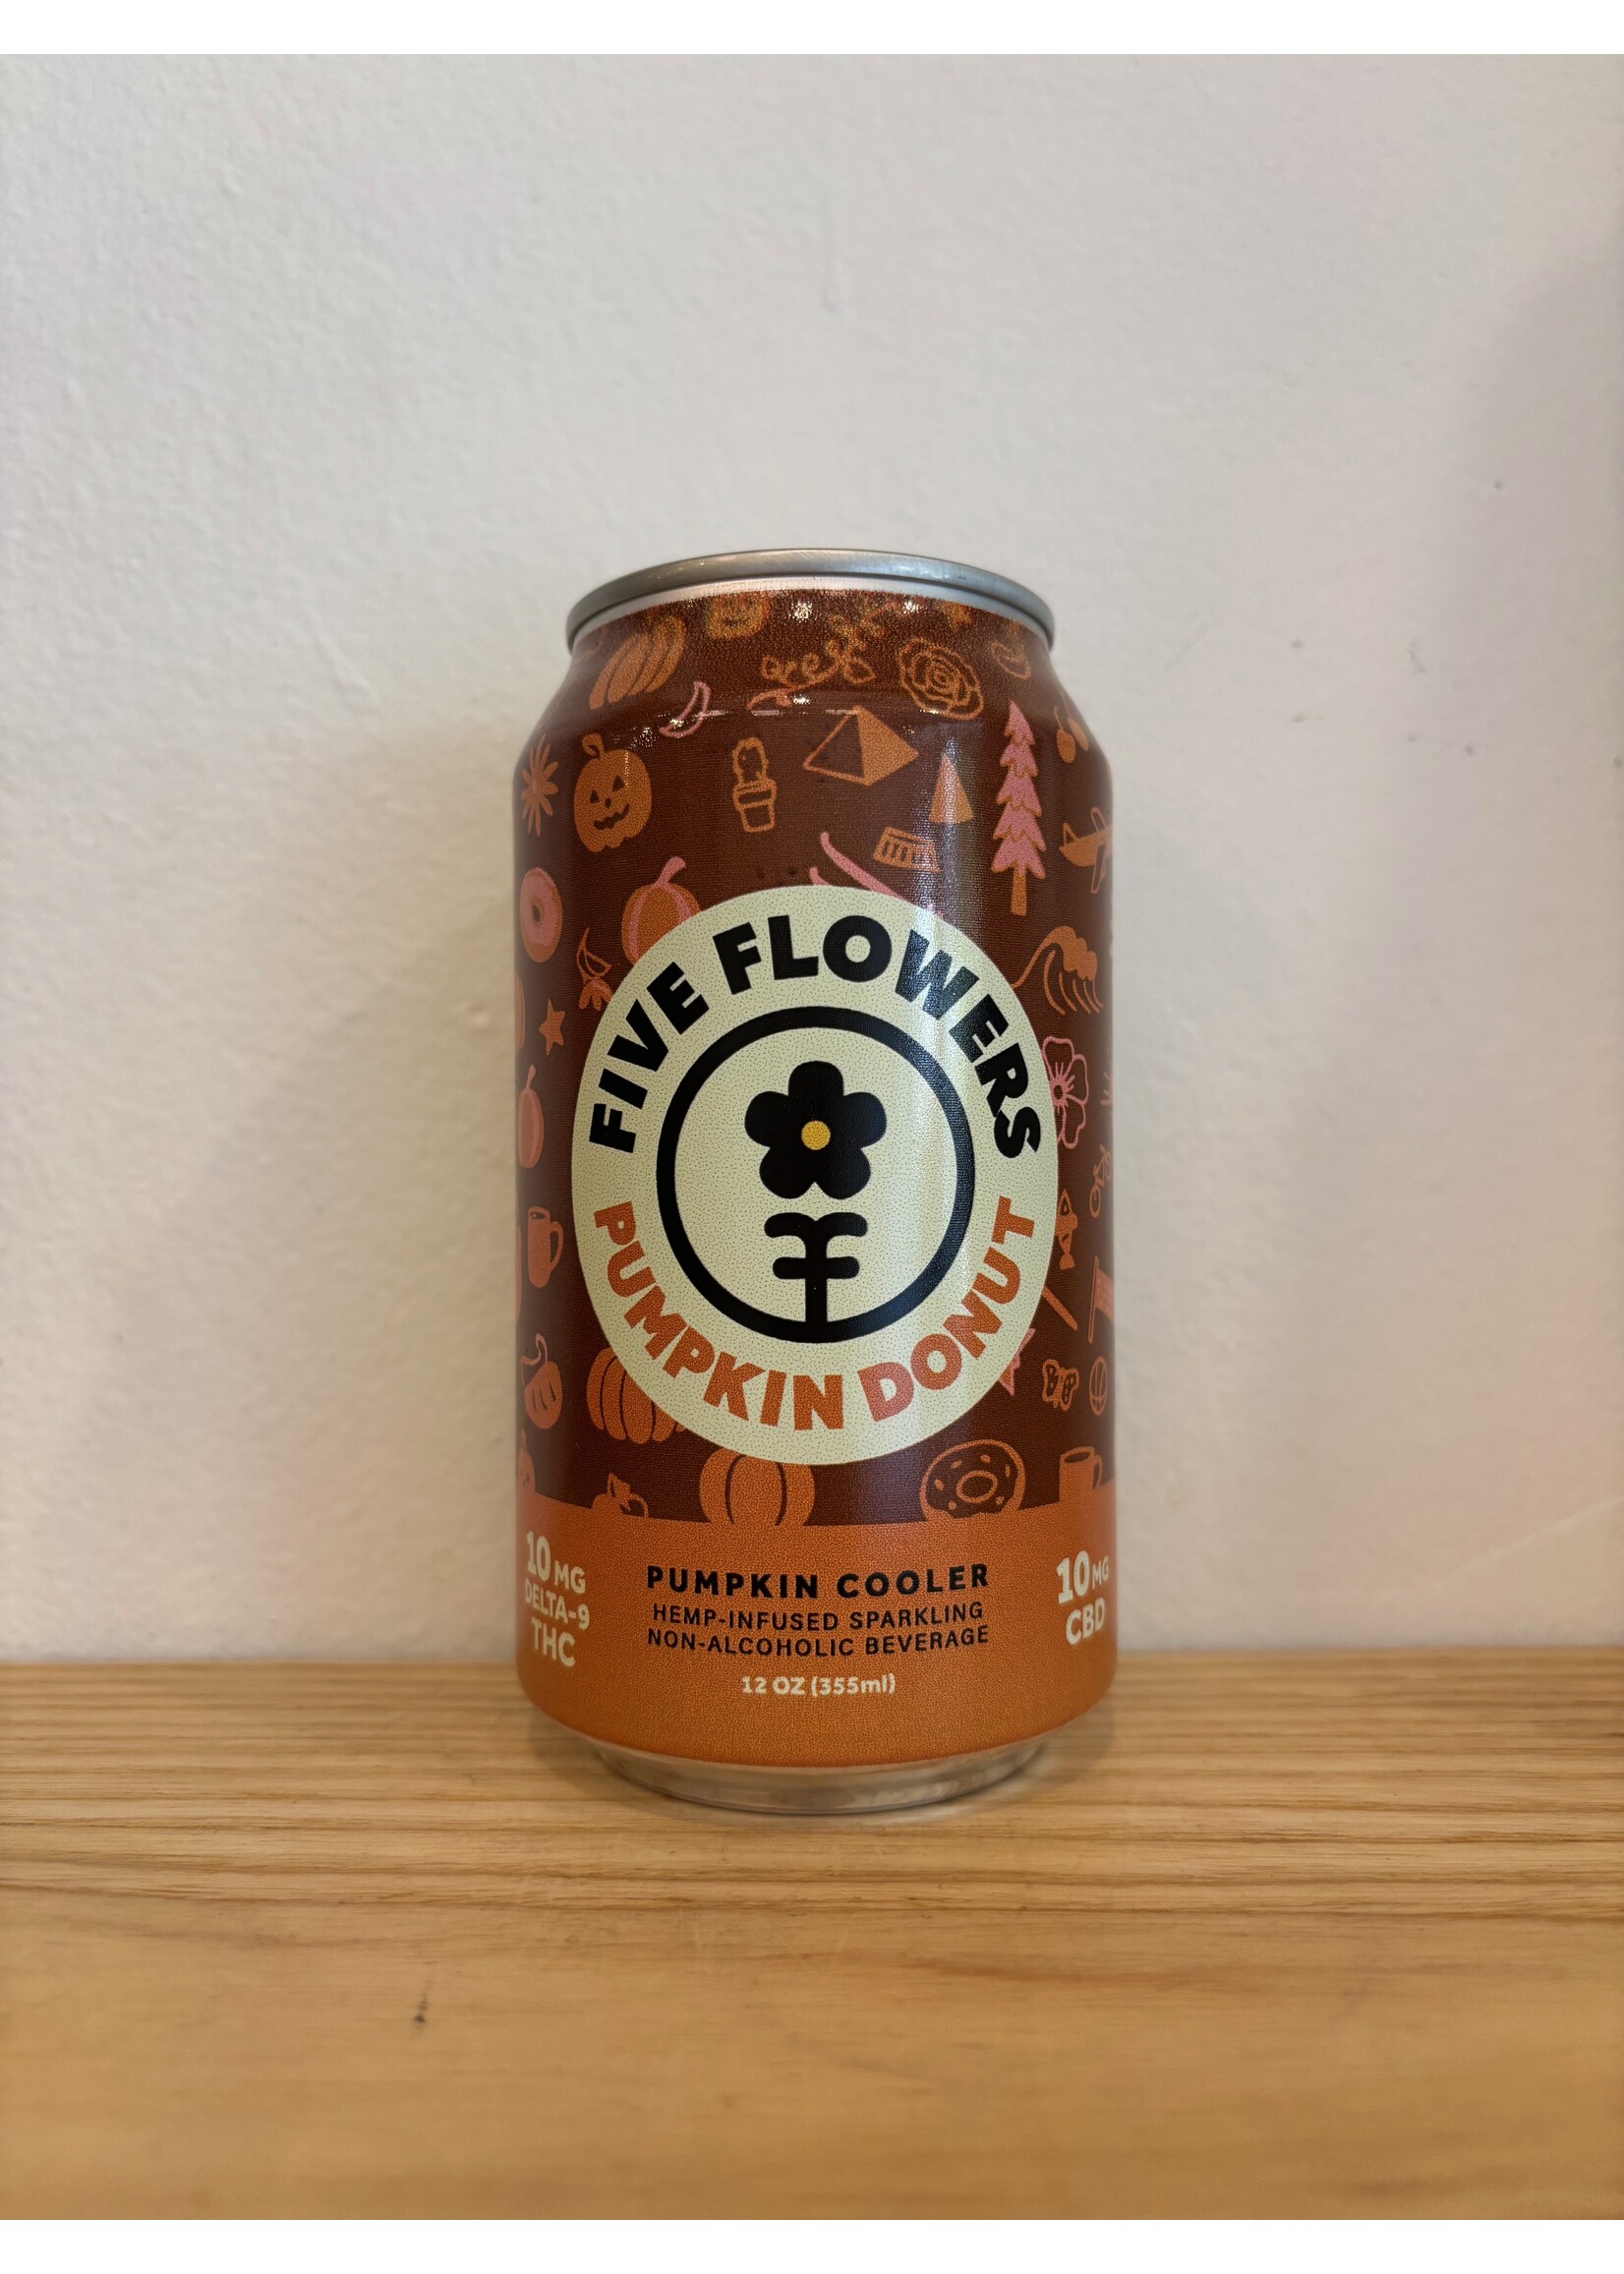 FIVE FLOWERS
PUMPKIN DONUT
10 MG
DELTA-9
THC
PUMPKIN COOLER
HEMP-INFUSED SPARKLING
NON-ALCOHOLIC BEVERAGE
12 OZ (355ml)
10 MG
CBD